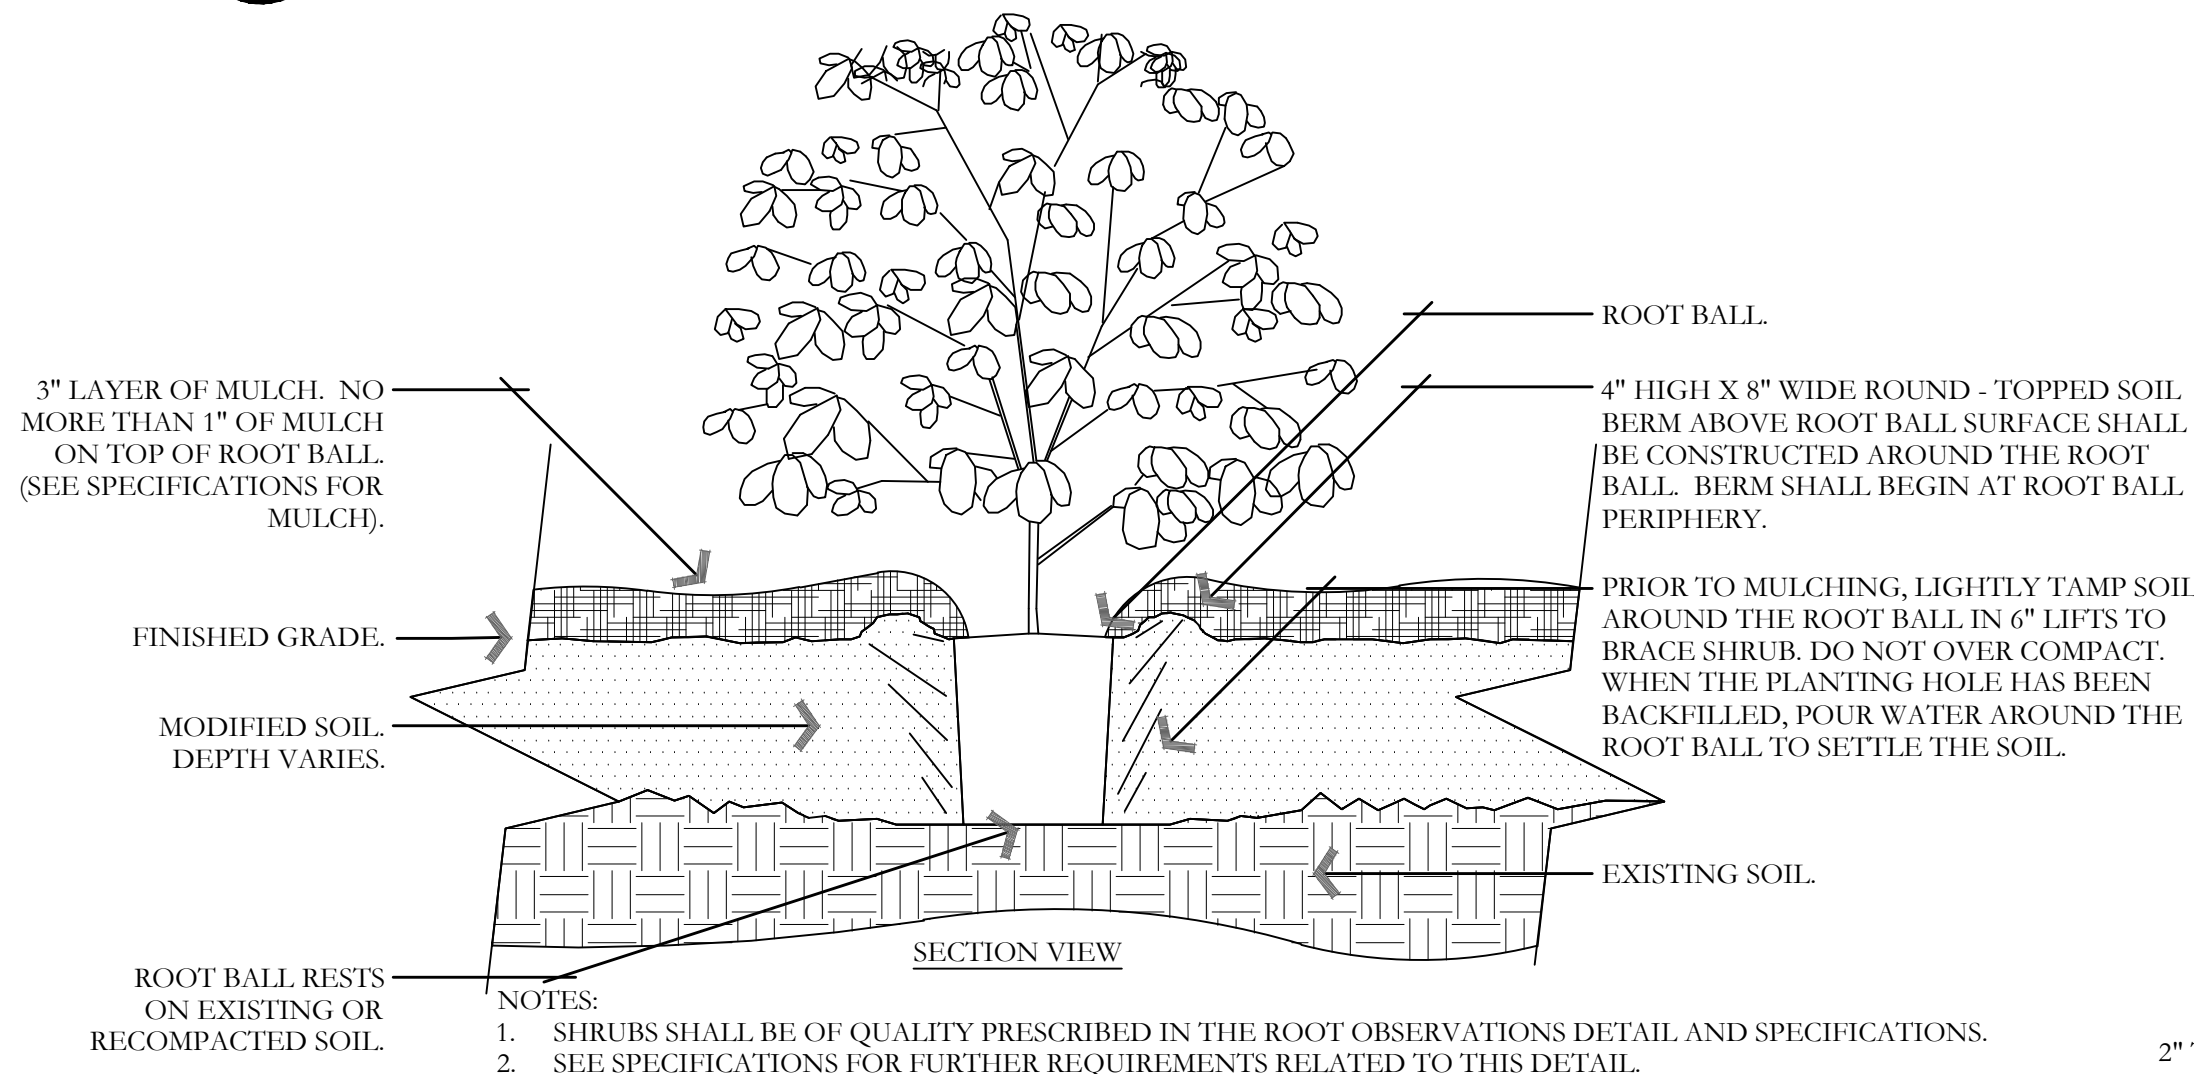 3" LAYER OF MULCH. NO
MORE THAN 1" OF MULCH
ON TOP OF ROOT BALL.
(SEE SPECIFICATIONS FOR
MULCH).
FINISHED GRADE.
MODIFIED SOIL.
DEPTH VARIES.
ROOT BALL RESTS
ON EXISTING OR
RECOMPACTED SOIL.
ROOT BALL.
4" HIGH X 8" WIDE ROUND - TOPPED SOIL
BERM ABOVE ROOT BALL SURFACE SHALL
BE CONSTRUCTED AROUND THE ROOT
BALL. BERM SHALL BEGIN AT ROOT BALL
PERIPHERY.
PRIOR TO MULCHING, LIGHTLY TAMP SOIL
AROUND THE ROOT BALL IN 6" LIFTS TO
BRACE SHRUB. DO NOT OVER COMPACT.
WHEN THE PLANTING HOLE HAS BEEN
BACKFILLED, POUR WATER AROUND THE
ROOT BALL TO SETTLE THE SOIL.
EXISTING SOIL.
SECTION VIEW
NOTES:
1. SHRUBS SHALL BE OF QUALITY PRESCRIBED IN THE ROOT OBSERVATIONS DETAIL AND SPECIFICATIONS.
2. SEE SPECIFICATIONS FOR FURTHER REQUIREMENTS RELATED TO THIS DETAIL.
2"